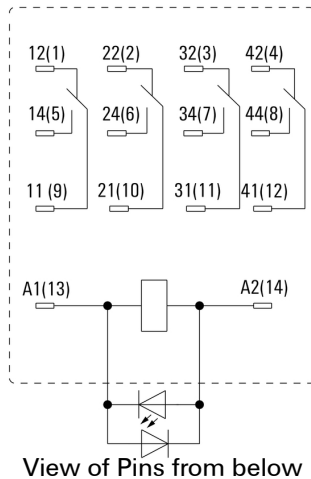 12(1) 22(2) 32(3) 42(4)
14(5) 24(6) 34(7) 44(8)
11 (9) 21(10) 31(11) 41(12)
A1(13) A2(14)
View of Pins from below